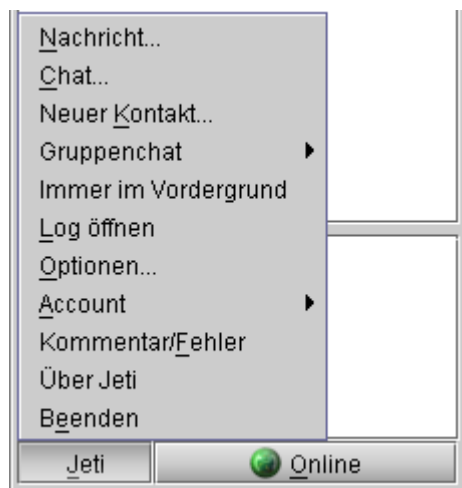 Nachricht...
Chat...
Neuer Kontakt...
Gruppenchat
Immer im Vordergrund
Log öffnen
Optionen...
Account
Kommentar/Fehler
Über Jeti
Beenden
Jeti
Online